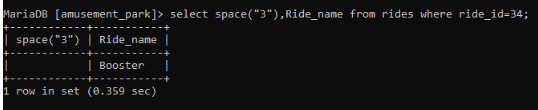 MariaDB [amusement_park]> select space("3"),Ride_name from rides where ride_id=34;
+------------+-----------+
| space("3") | Ride_name |
+------------+-----------+
|            | Booster   |
+------------+-----------+
1 row in set (0.359 sec)